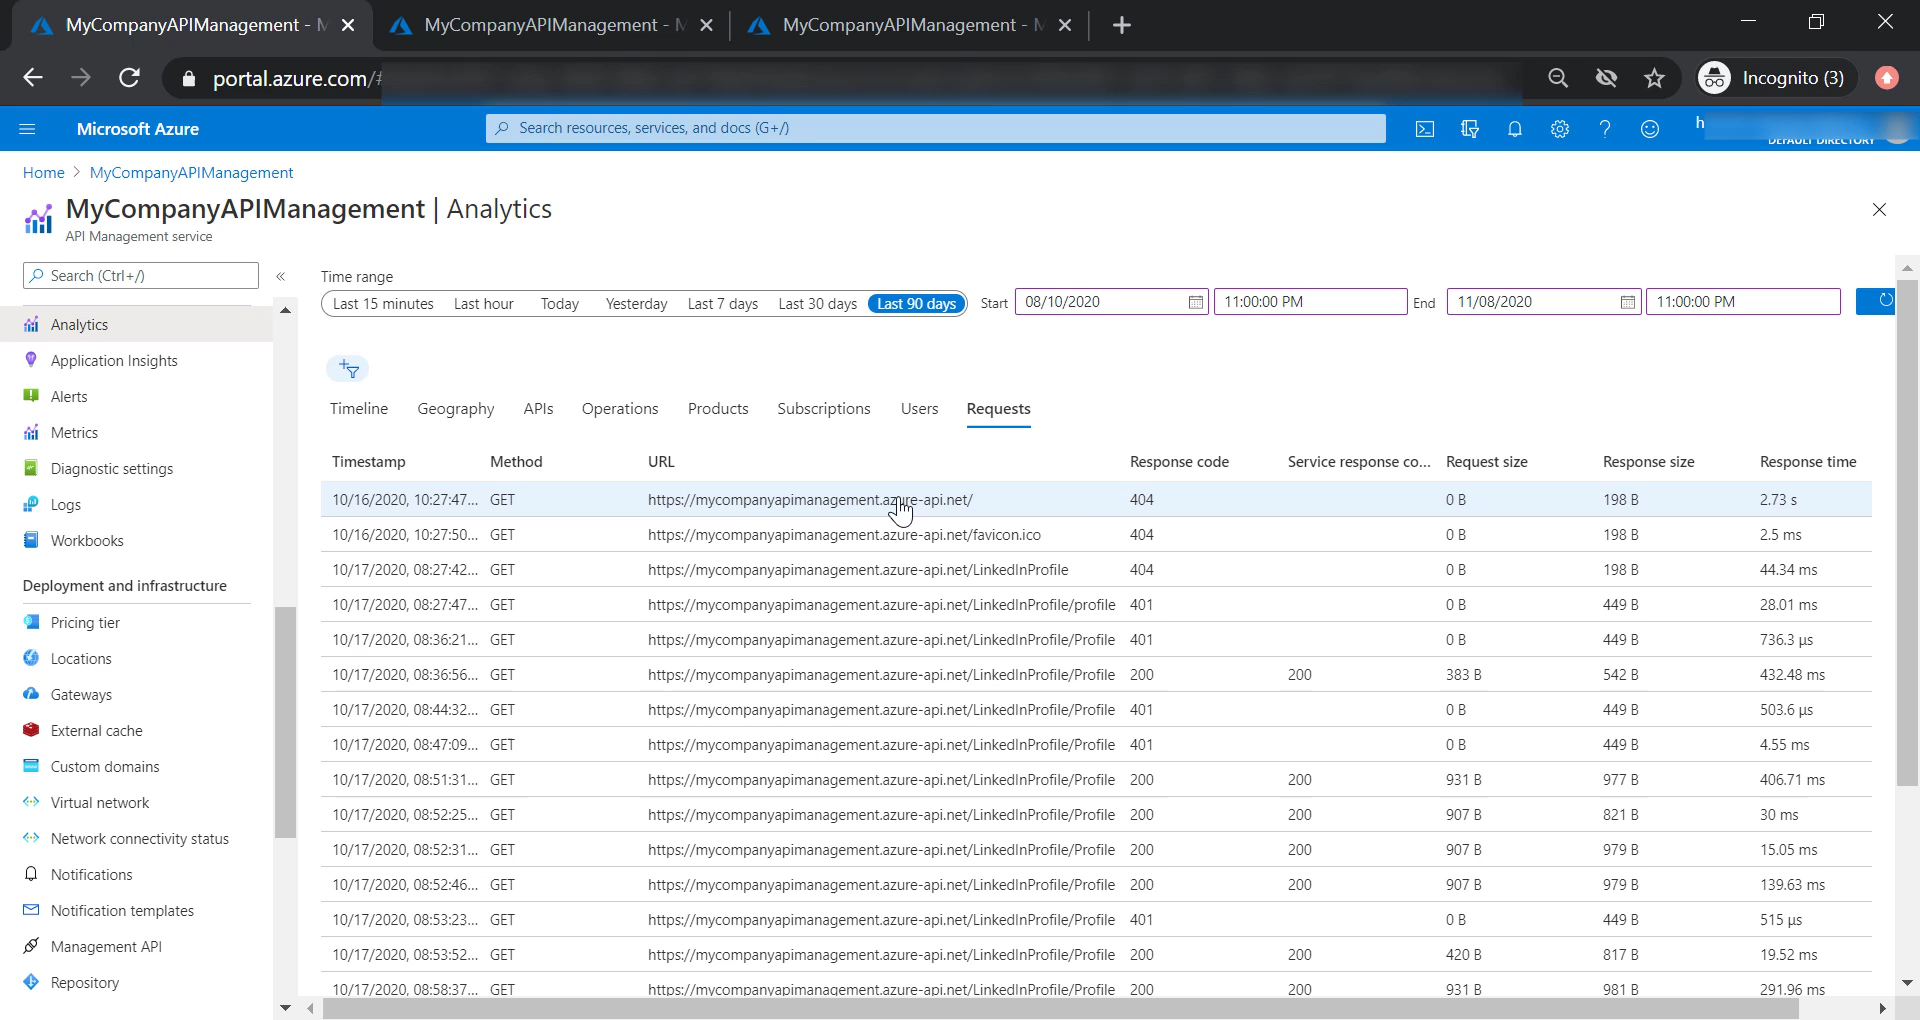 MyCompanyAPIManagement - M MyCompanyAPIManagement - M MyCompanyAPIManagement - M
portal.azure.com/# Incognito (3)
Microsoft Azure Search resources, services, and docs (G+/) h
DEFAULT DIRECTORY
Home > MyCompanyAPIManagement
MyCompanyAPIManagement | Analytics
API Management service
Search (Ctrl+/) «
Analytics
Application Insights
Alerts
Metrics
Diagnostic settings
Logs
Workbooks
Deployment and infrastructure
Pricing tier
Locations
Gateways
External cache
Custom domains
Virtual network
Network connectivity status
Notifications
Notification templates
Management API
Repository
Time range
Last 15 minutes Last hour Today Yesterday Last 7 days Last 30 days Last 90 days Start 08/10/2020 11:00:00 PM End 11/08/2020 11:00:00 PM
Timeline Geography APIs Operations Products Subscriptions Users Requests
Timestamp Method URL Response code Service response co... Request size Response size Response time
10/16/2020, 10:27:47... GET https://mycompanyapimanagement.azure-api.net/ 404 0 B 198 B 2.73 s
10/16/2020, 10:27:50... GET https://mycompanyapimanagement.azure-api.net/favicon.ico 404 0 B 198 B 2.5 ms
10/17/2020, 08:27:42... GET https://mycompanyapimanagement.azure-api.net/LinkedInProfile 404 0 B 198 B 44.34 ms
10/17/2020, 08:27:47... GET https://mycompanyapimanagement.azure-api.net/LinkedInProfile/profile 401 0 B 449 B 28.01 ms
10/17/2020, 08:36:21... GET https://mycompanyapimanagement.azure-api.net/LinkedInProfile/Profile 401 0 B 449 B 736.3 µs
10/17/2020, 08:36:56... GET https://mycompanyapimanagement.azure-api.net/LinkedInProfile/Profile 200 200 383 B 542 B 432.48 ms
10/17/2020, 08:44:32... GET https://mycompanyapimanagement.azure-api.net/LinkedInProfile/Profile 401 0 B 449 B 503.6 µs
10/17/2020, 08:47:09... GET https://mycompanyapimanagement.azure-api.net/LinkedInProfile/Profile 401 0 B 449 B 4.55 ms
10/17/2020, 08:51:31... GET https://mycompanyapimanagement.azure-api.net/LinkedInProfile/Profile 200 200 931 B 977 B 406.71 ms
10/17/2020, 08:52:25... GET https://mycompanyapimanagement.azure-api.net/LinkedInProfile/Profile 200 200 907 B 821 B 30 ms
10/17/2020, 08:52:31... GET https://mycompanyapimanagement.azure-api.net/LinkedInProfile/Profile 200 200 907 B 979 B 15.05 ms
10/17/2020, 08:52:46... GET https://mycompanyapimanagement.azure-api.net/LinkedInProfile/Profile 200 200 907 B 979 B 139.63 ms
10/17/2020, 08:53:23... GET https://mycompanyapimanagement.azure-api.net/LinkedInProfile/Profile 401 0 B 449 B 515 µs
10/17/2020, 08:53:52... GET https://mycompanyapimanagement.azure-api.net/LinkedInProfile/Profile 200 200 420 B 817 B 19.52 ms
10/17/2020, 08:58:37... GET https://mycompanyapimanagement.azure-api.net/LinkedInProfile/Profile 200 200 931 B 981 B 291.96 ms